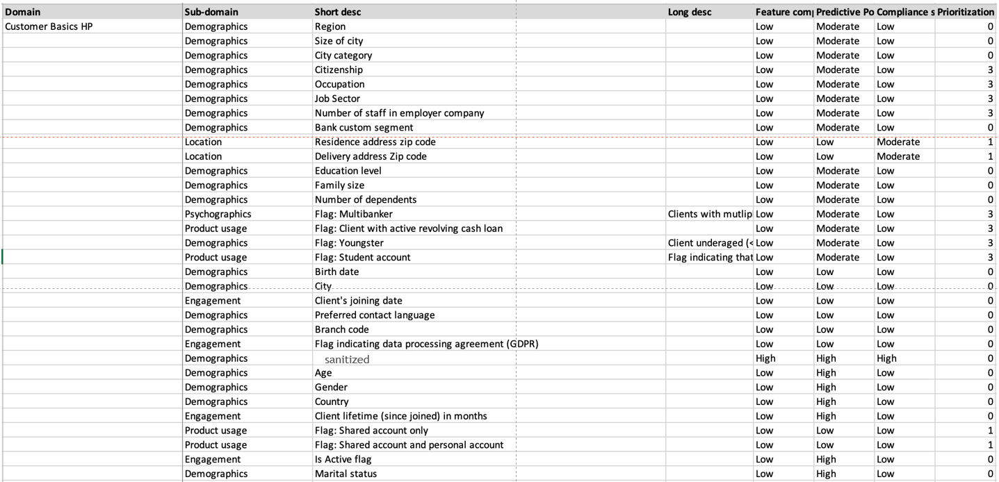 Domain Sub-domain Short desc Long desc Feature com Predictive Po Compliance s Prioritization
Customer Basics HP Demographics Region Low Moderate Low 0
Demographics Size of city Low Moderate Low 0
Demographics City category Low Moderate Low 0
Demographics Citizenship Low Moderate Low 3
Demographics Occupation Low Moderate Low 3
Demographics Job Sector Low Moderate Low 3
Demographics Number of staff in employer company Low Moderate Low 3
Demographics Bank custom segment Low Moderate Low 0
Location Residence address zip code Low Low Moderate 1
Location Delivery address Zip code Low Low Moderate 1
Demographics Education level Low Moderate Low 0
Demographics Family size Low Moderate Low 0
Demographics Number of dependents Low Moderate Low 0
Psychographics Flag: Multibanker Clients with mutlip Low Moderate Low 3
Product usage Flag: Client with active revolving cash loan Low Moderate Low 3
Demographics Flag: Youngster Client underaged (< Low Moderate Low 3
Product usage Flag: Student account Flag indicating that Low Moderate Low 3
Demographics Birth date Low Low Low 0
Demographics City Low Low Low 0
Engagement Client's joining date Low Low Low 0
Demographics Preferred contact language Low Low Low 0
Demographics Branch code Low Low Low 0
Engagement Flag indicating data processing agreement (GDPR) Low Low Low 0
Demographics sanitized High High High 0
Demographics Age Low High Low 0
Demographics Gender Low High Low 0
Demographics Country Low High Low 0
Engagement Client lifetime (since joined) in months Low High Low 0
Product usage Flag: Shared account only Low Low Low 1
Product usage Flag: Shared account and personal account Low Low Low 1
Engagement Is Active flag Low High Low 0
Demographics Marital status Low High Low 0